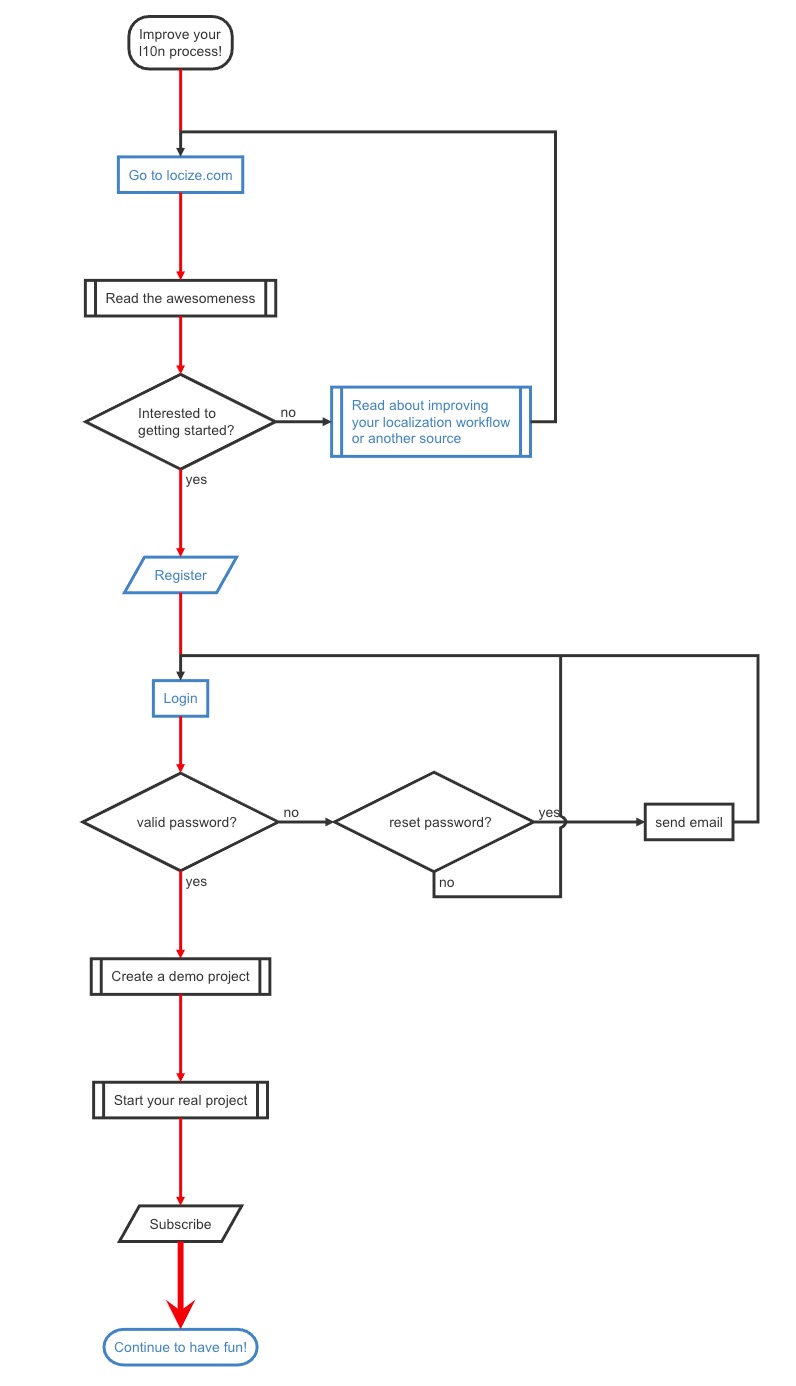 Improve your
l10n process!
Go to locize.com
Read the awesomeness
Interested to
getting started?
no
Read about improving
your localization workflow
or another source
yes
Register
Login
valid password?
no
reset password?
yes
send email
yes
no
Create a demo project
Start your real project
Subscribe
Continue to have fun!